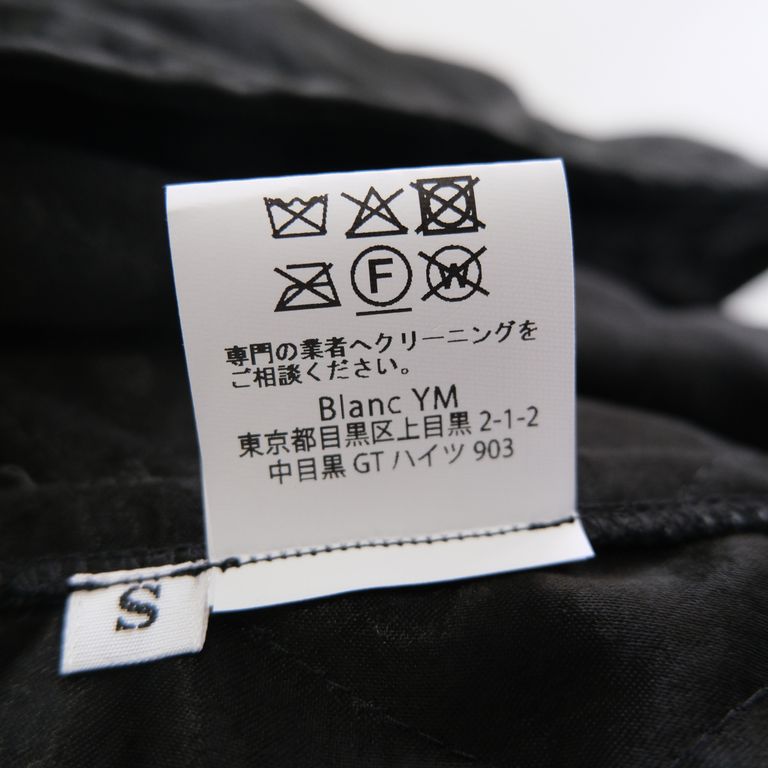 F W
専門の業者へクリーニングを
ご相談ください。
Blanc YM
東京都目黒区上目黒 2-1-2
中目黒 GT ハイツ 903
S